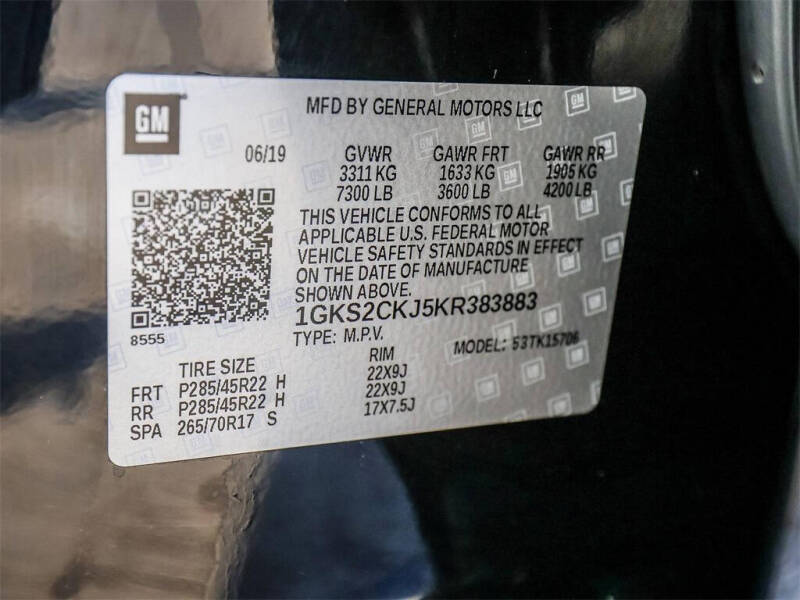 GM
MFD BY GENERAL MOTORS LLC
06/19 GVWR GAWR FRT GAWR RR
3311 KG 1633 KG 1905 KG
7300 LB 3600 LB 4200 LB
THIS VEHICLE CONFORMS TO ALL
APPLICABLE U.S. FEDERAL MOTOR
VEHICLE SAFETY STANDARDS IN EFFECT
ON THE DATE OF MANUFACTURE
SHOWN ABOVE.
1GKS2CKJ5KR383883
8555
TYPE: M.P.V. MODEL: 53TK15706
TIRE SIZE RIM
FRT P285/45R22 H 22X9J
RR P285/45R22 H 22X9J
SPA 265/70R17 S 17X7.5J